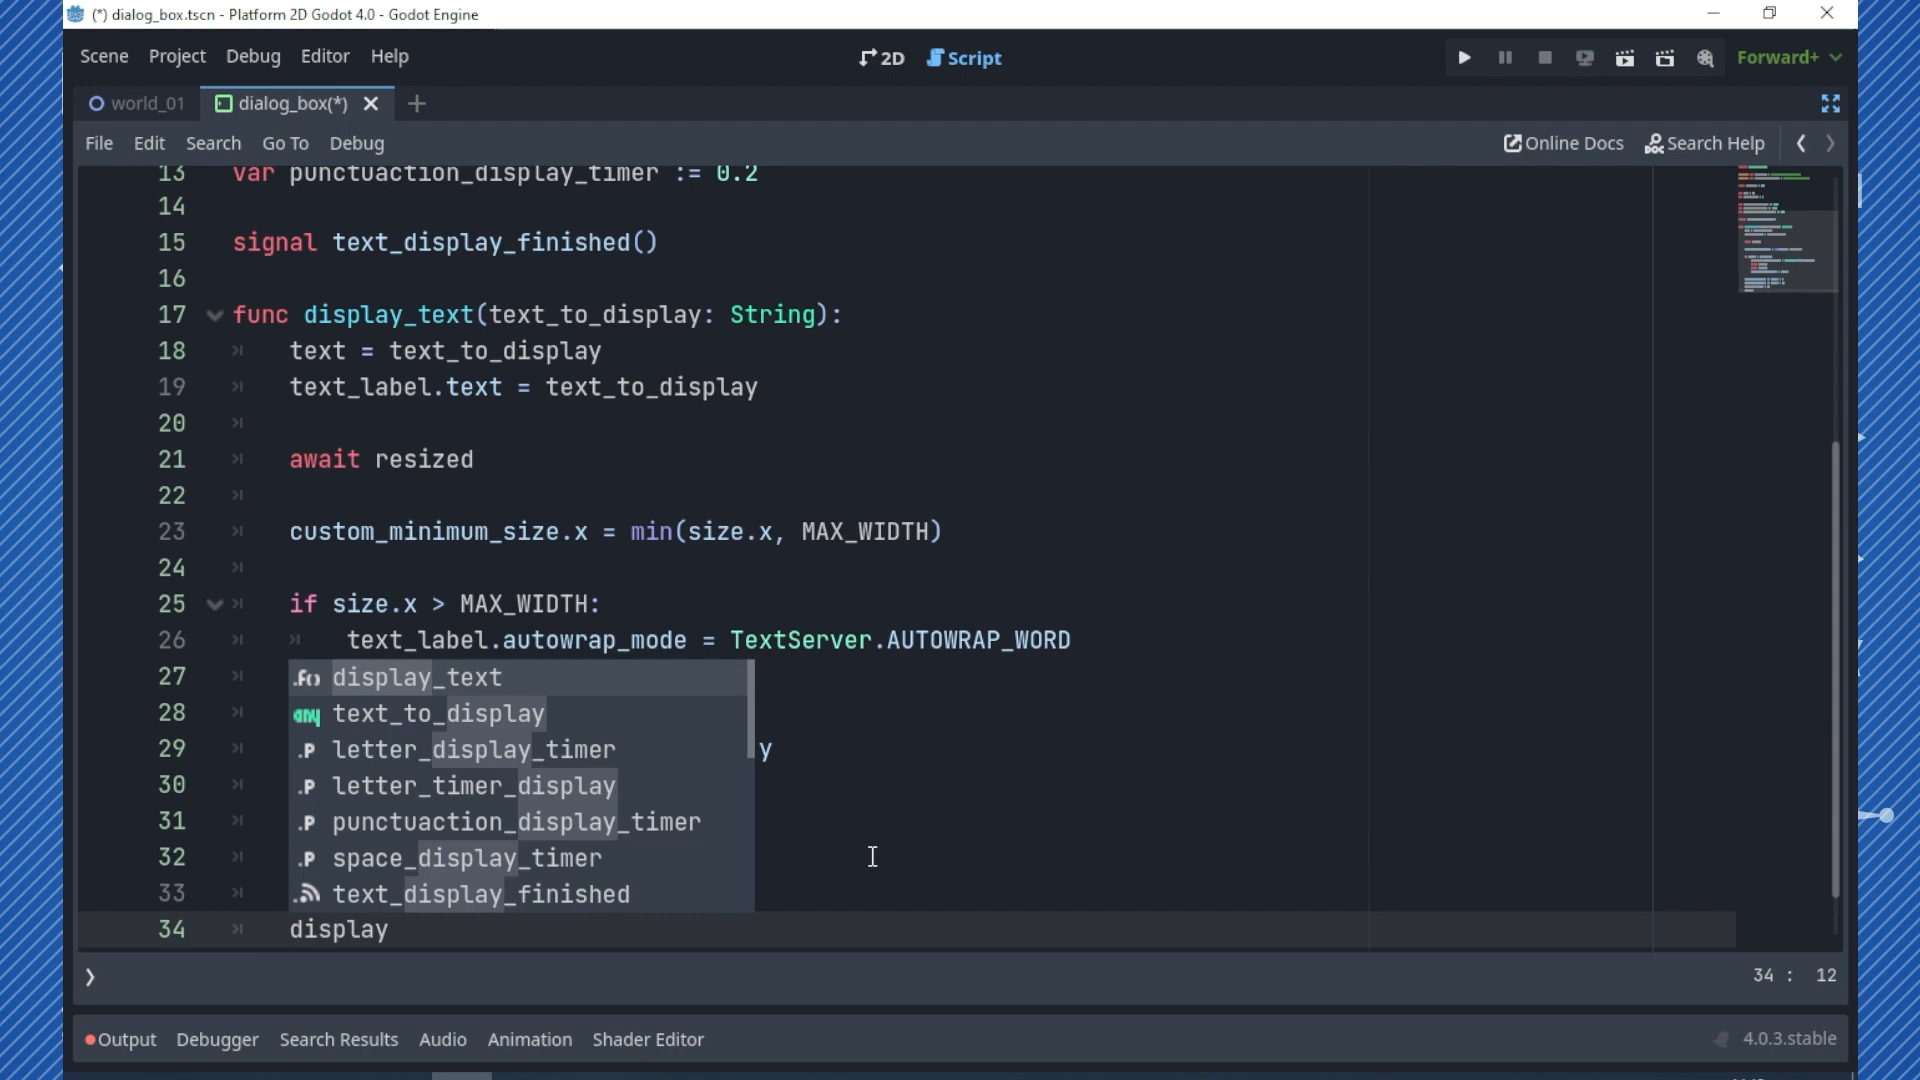 (*) dialog_box.tscn - Platform 2D Godot 4.0 - Godot Engine
Scene Project Debug Editor Help 2D Script Forward+
world_01 dialog_box(*)
File Edit Search Go To Debug Online Docs Search Help
13 var punctuaction_display_timer := 0.2
14
15 signal text_display_finished()
16
17 func display_text(text_to_display: String):
18 text = text_to_display
19 text_label.text = text_to_display
20
21 await resized
22
23 custom_minimum_size.x = min(size.x, MAX_WIDTH)
24
25 if size.x > MAX_WIDTH:
26 text_label.autowrap_mode = TextServer.AUTOWRAP_WORD
27 display_text
28 text_to_display
29 letter_display_timer y
30 letter_timer_display
31 punctuaction_display_timer
32 space_display_timer
33 text_display_finished
34 display
34 : 12
Output Debugger Search Results Audio Animation Shader Editor 4.0.3.stable